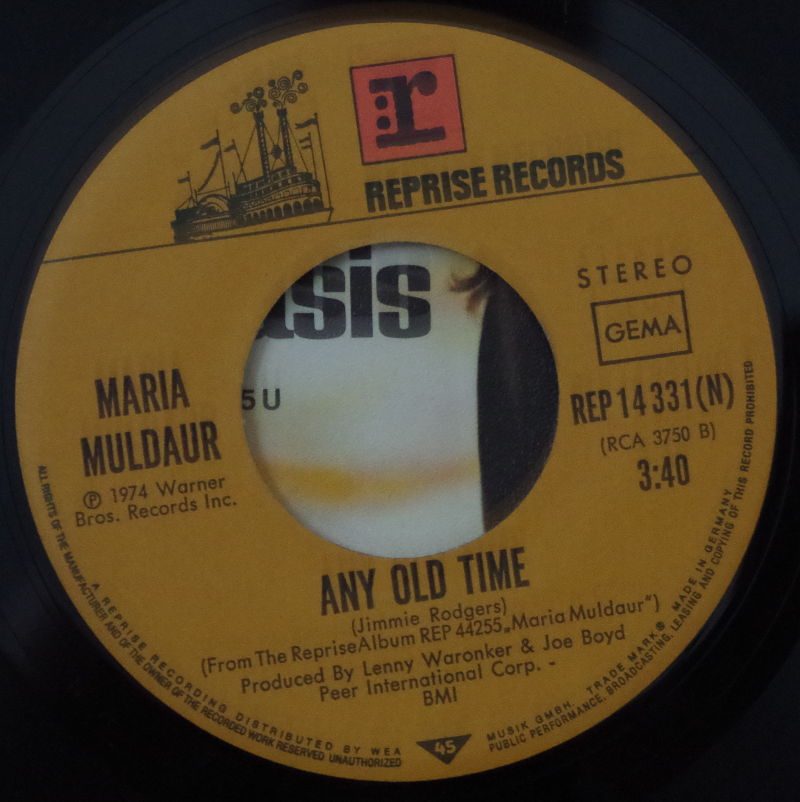 r
REPRISE RECORDS
STEREO
GEMA
REP 14 331 (N)
(RCA 3750 B)
3:40
MARIA
MULDAUR
Ⓟ 1974 Warner
Bros. Records Inc.
asis
5 U
ANY OLD TIME
(Jimmie Rodgers)
(From The Reprise Album REP 44255 „Maria Muldaur")
Produced By Lenny Waronker & Joe Boyd
Peer International Corp. -
BMI
A REPRISE RECORDING DISTRIBUTED BY WEA MUSIK GMBH. TRADE MARK® MADE IN GERMANY
ALL RIGHTS OF THE MANUFACTURER AND OF THE OWNER OF THE RECORDED WORK RESERVED UNAUTHORIZED PUBLIC PERFORMANCE, BROADCASTING, LEASING AND COPYING OF THIS RECORD PROHIBITED
45